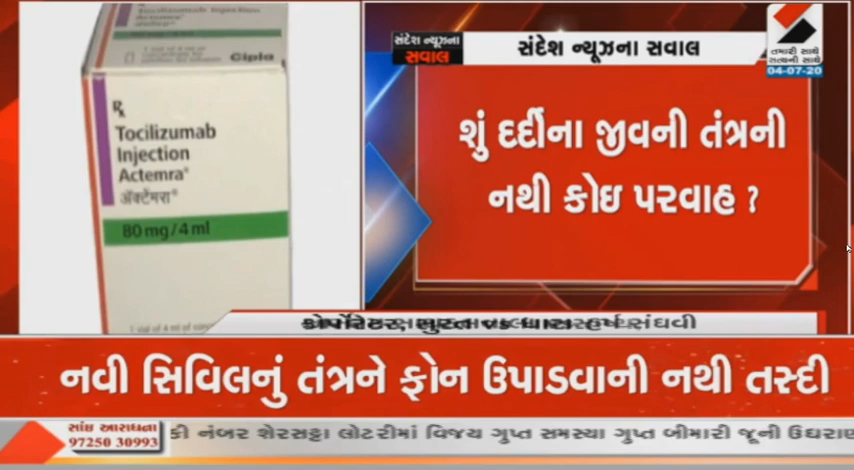 Tocilizumab Injection
Cipla
Rx
Tocilizumab
Injection
Actemra®
80 mg/4 ml
સંદેશ ન્યૂઝના
સવાલ
સંદેશ ન્યૂઝના સવાલ
તમારી સાથે
સત્યની સાથે
04-07-20
શું દર્દીના જીવની તંત્રની
નથી કોઇ પરવાહ ?
નવી સિવિલનું તંત્રને ફોન ઉપાડવાની નથી તસ્દી
સાંઇ આરાધના
97250 30993
કી નંબર શેરસટ્ટા લોટરીમાં વિજય ગુપ્ત સમસ્યા ગુપ્ત બીમારી જૂની ઉઘરાણ